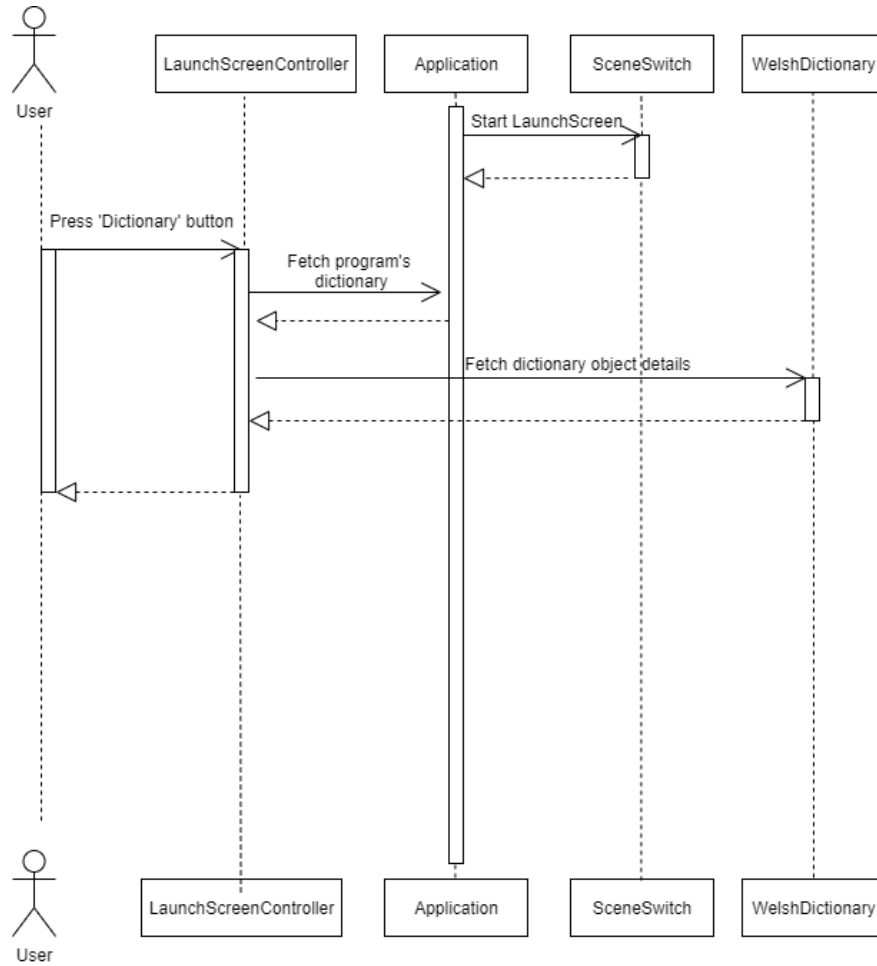 User
LaunchScreenController
Application
SceneSwitch
WelshDictionary
Start LaunchScreen
Press 'Dictionary' button
Fetch program's
dictionary
Fetch dictionary object details
User
LaunchScreenController
Application
SceneSwitch
WelshDictionary